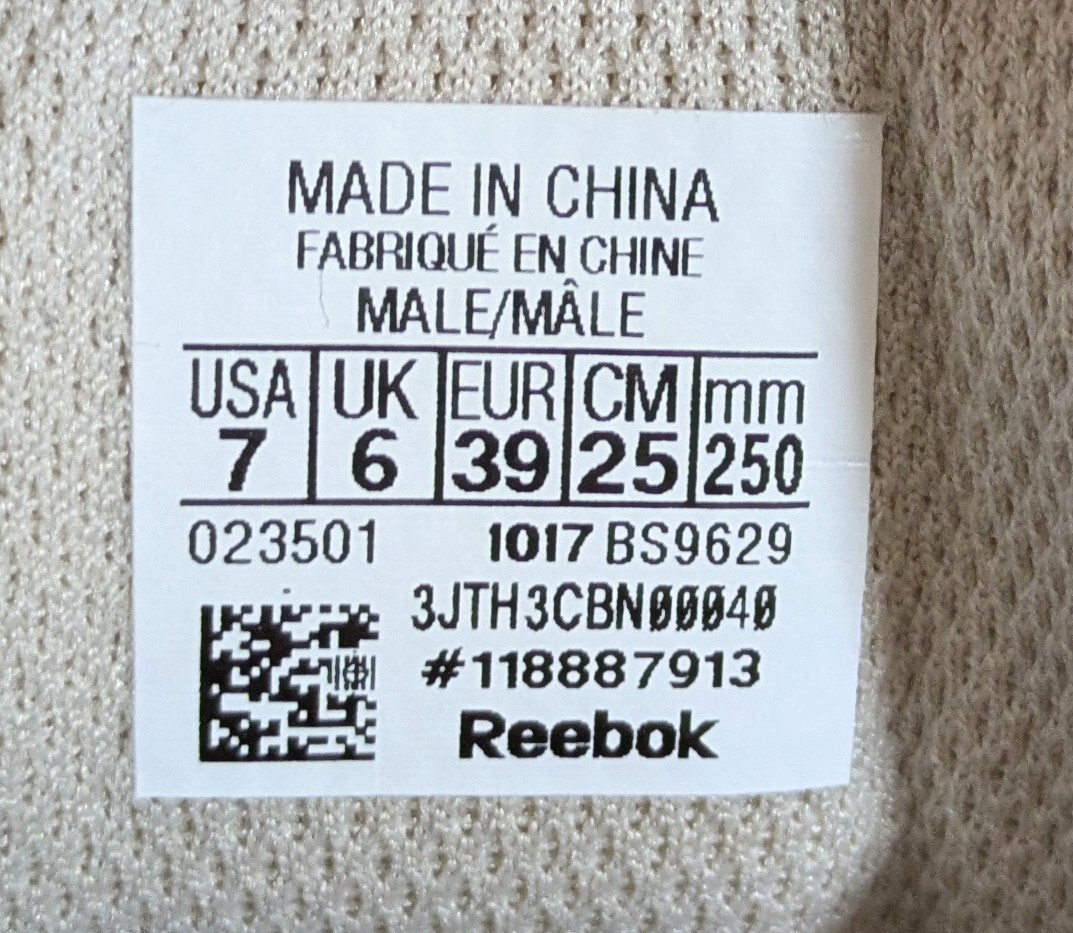 MADE IN CHINA
FABRIQUÉ EN CHINE
MALE/MÂLE
USA UK EUR CM mm
7 6 39 25 250
023501 1017 BS9629
3JTH3CBN00040
#118887913
Reebok